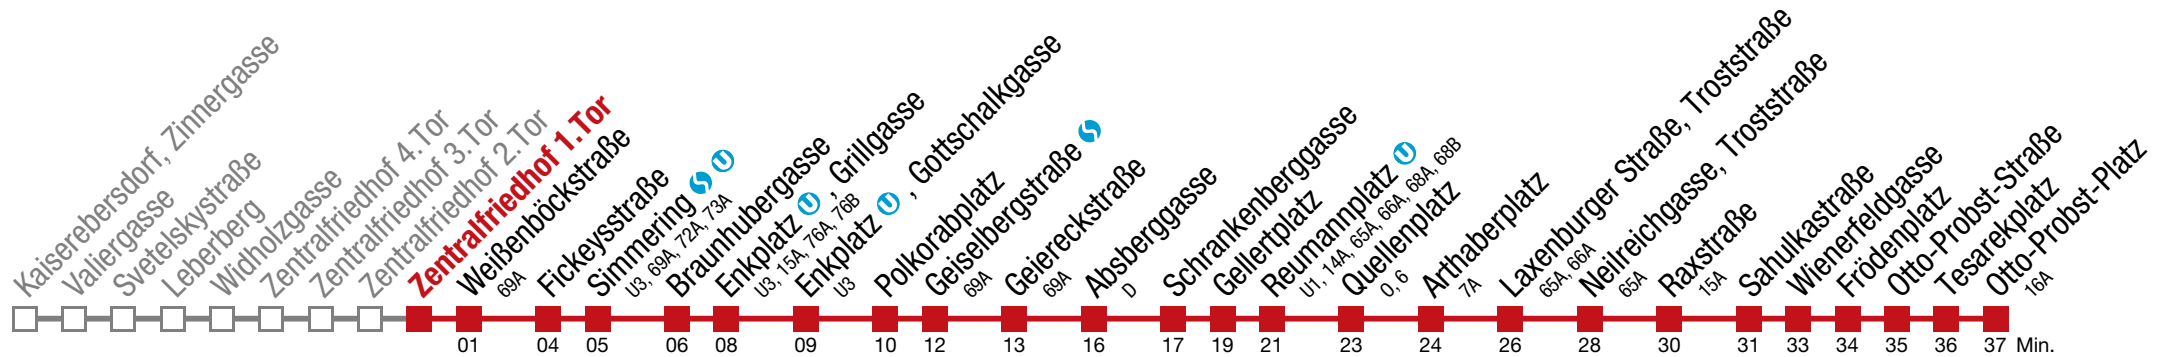 Kaiserebersdorf, Zinnergasse
Valiergasse
Svetelskystraße
Leberberg
Widholzgasse
Zentralfriedhof 4.Tor
Zentralfriedhof 3.Tor
Zentralfriedhof 2.Tor
Zentralfriedhof 1.Tor
Weißenböckstraße
69A
Fickeysstraße
Simmering S U
U3, 69A, 72A, 73A
Braunhubergasse
Enkplatz U , Grillgasse
U3, 15A, 76A, 76B
Enkplatz U , Gottschalkgasse
U3
Polkorabplatz
Geiselbergstraße S
69A
Geiereckstraße
69A
Absberggasse
D
Schrankenberggasse
Gellertplatz
Reumannplatz U
U1, 14A, 65A, 66A, 68A, 68B
Quellenplatz
O, 6
Arthaberplatz
7A
Laxenburger Straße, Troststraße
65A, 66A
Neilreichgasse, Troststraße
65A
Raxstraße
15A
Sahulkastraße
Wienerfeldgasse
Frödenplatz
Otto-Probst-Straße
Tesarekplatz
Otto-Probst-Platz
16A
01 04 05 06 08 09 10 12 13 16 17 19 21 23 24 26 28 30 31 33 34 35 36 37 Min.